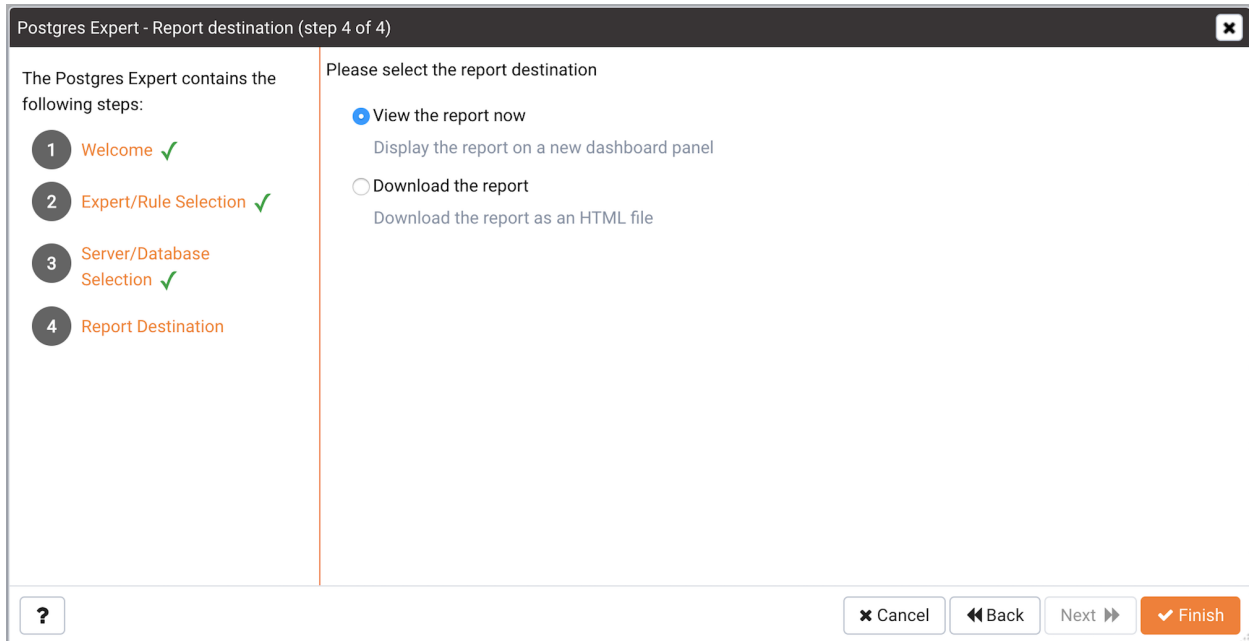 Postgres Expert - Report destination (step 4 of 4)
The Postgres Expert contains the
following steps:
1 Welcome
2 Expert/Rule Selection
3 Server/Database
Selection
4 Report Destination
Please select the report destination
View the report now
Display the report on a new dashboard panel
Download the report
Download the report as an HTML file
? Cancel Back Next Finish